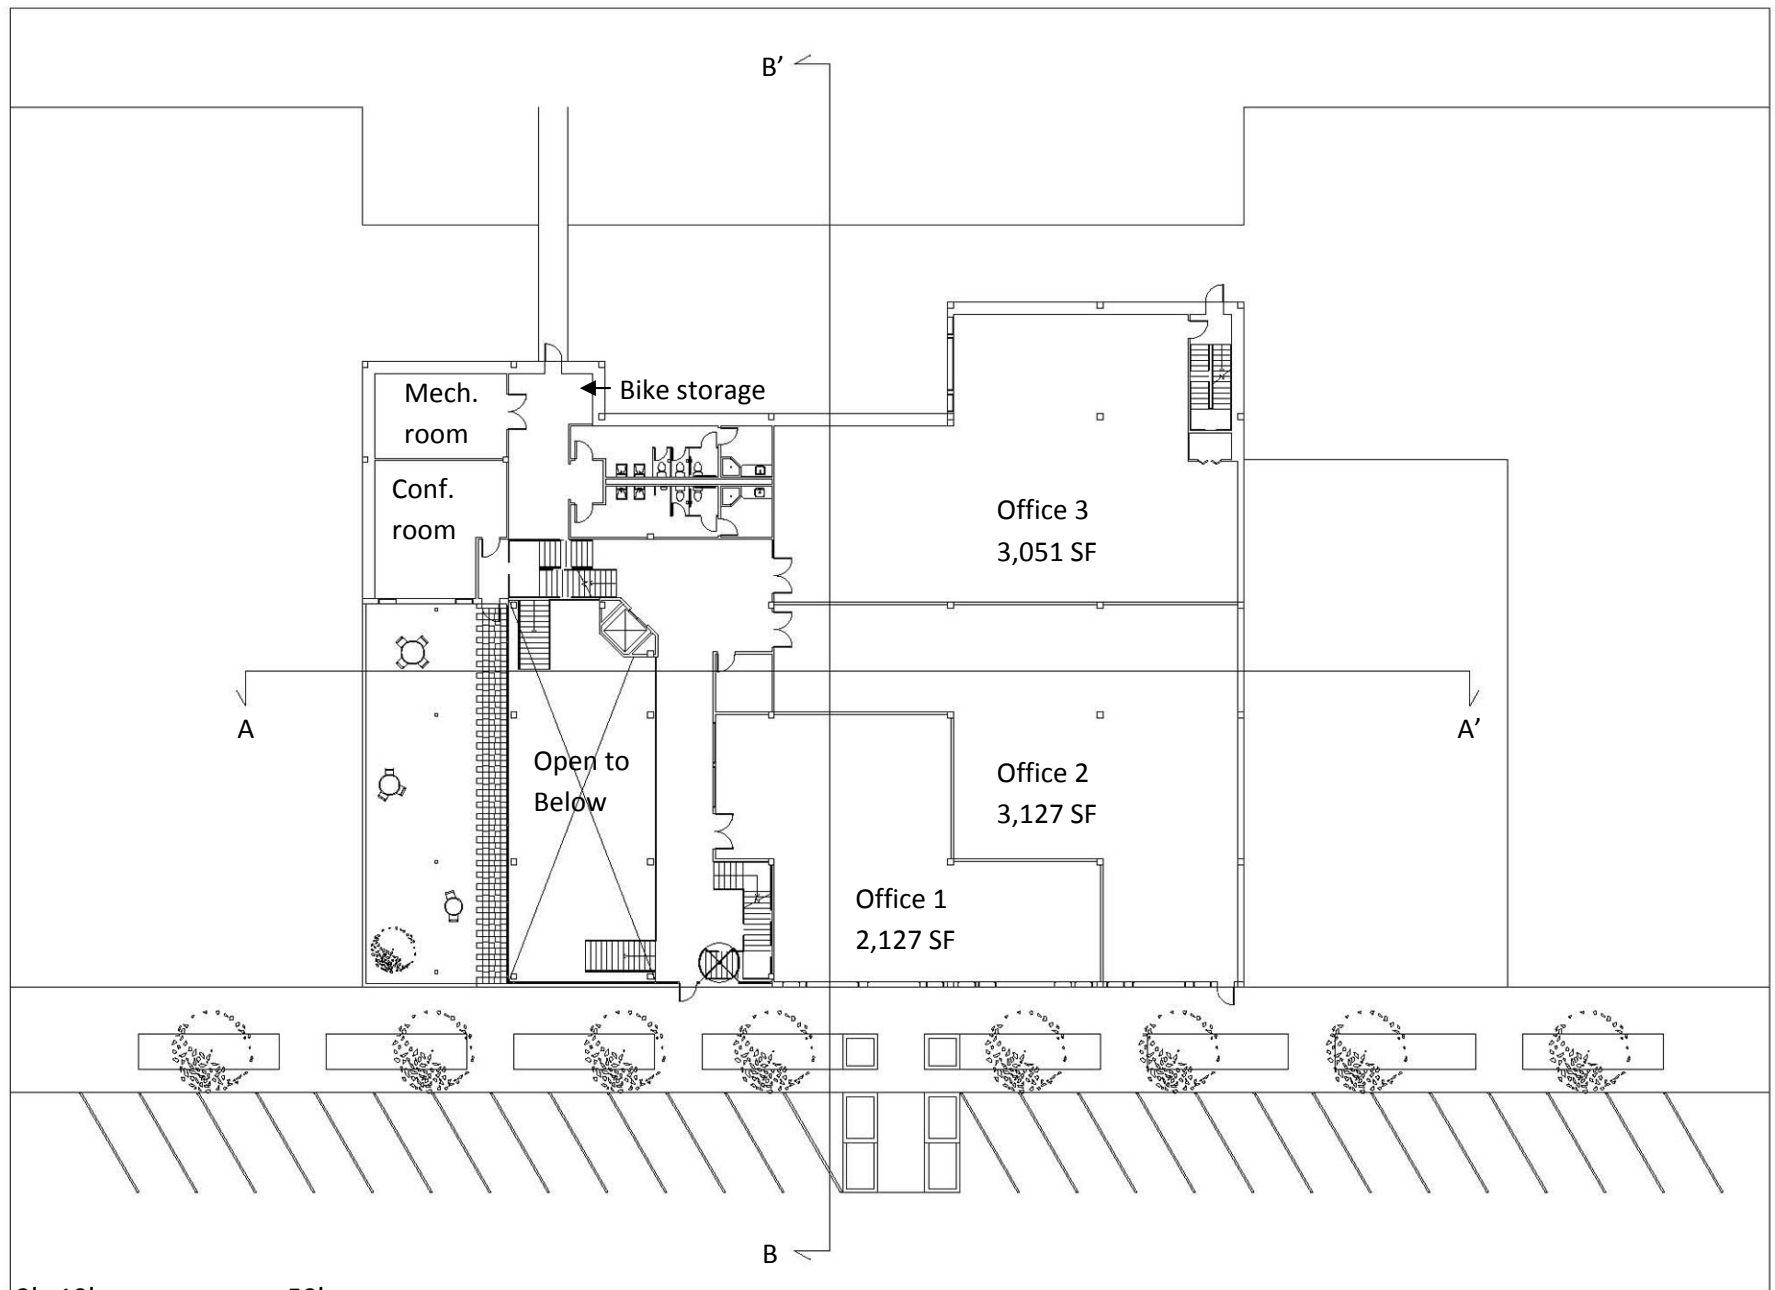 B’
Bike storage
Mech.
room
Conf.
room
Office 3
3,051 SF
A
A’
Open to
Below
Office 2
3,127 SF
Office 1
2,127 SF
B